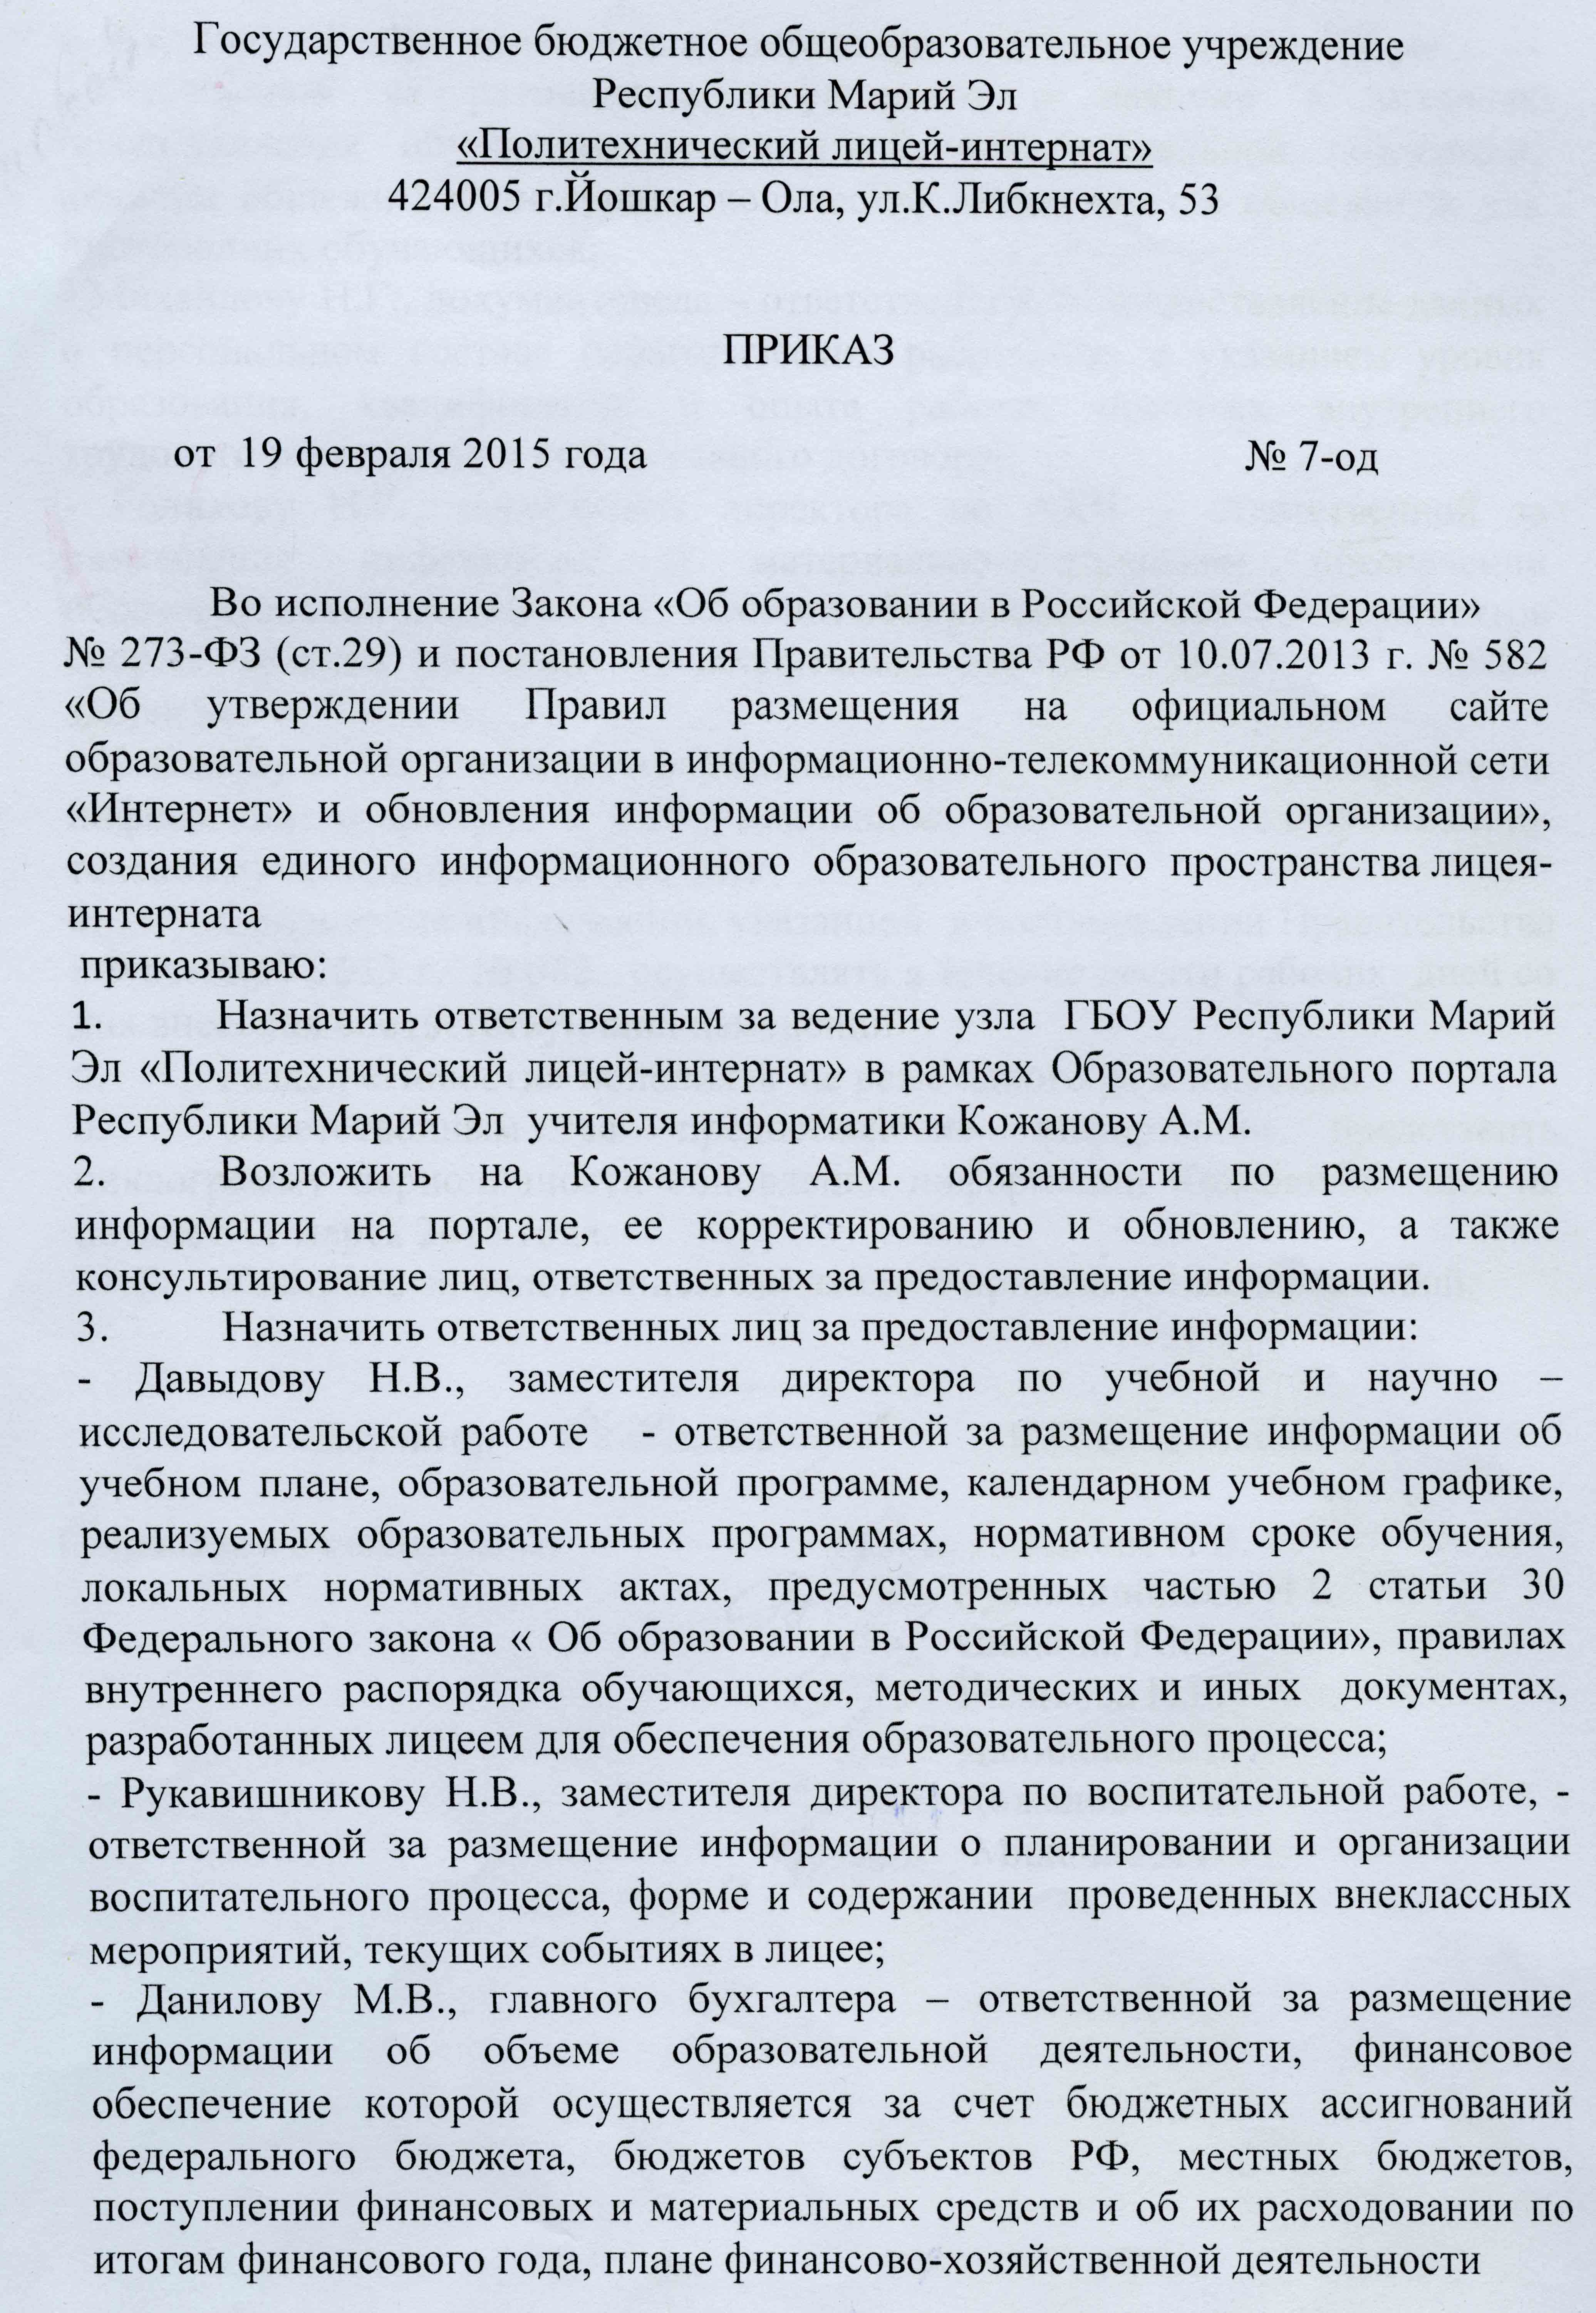 Государственное бюджетное общеобразовательное учреждение
Республики Марий Эл
«Политехнический лицей-интернат»
424005 г.Йошкар – Ола, ул.К.Либкнехта, 53
ПРИКАЗ
от 19 февраля 2015 года № 7-од
Во исполнение Закона «Об образовании в Российской Федерации»
№ 273-ФЗ (ст.29) и постановления Правительства РФ от 10.07.2013 г. № 582
«Об утверждении Правил размещения на официальном сайте
образовательной организации в информационно-телекоммуникационной сети
«Интернет» и обновления информации об образовательной организации»,
создания единого информационного образовательного пространства лицея-
интерната
приказываю:
1. Назначить ответственным за ведение узла ГБОУ Республики Марий
Эл «Политехнический лицей-интернат» в рамках Образовательного портала
Республики Марий Эл учителя информатики Кожанову А.М.
2. Возложить на Кожанову А.М. обязанности по размещению
информации на портале, ее корректированию и обновлению, а также
консультирование лиц, ответственных за предоставление информации.
3. Назначить ответственных лиц за предоставление информации:
- Давыдову Н.В., заместителя директора по учебной и научно –
исследовательской работе - ответственной за размещение информации об
учебном плане, образовательной программе, календарном учебном графике,
реализуемых образовательных программах, нормативном сроке обучения,
локальных нормативных актах, предусмотренных частью 2 статьи 30
Федерального закона « Об образовании в Российской Федерации», правилах
внутреннего распорядка обучающихся, методических и иных документах,
разработанных лицеем для обеспечения образовательного процесса;
- Рукавишникову Н.В., заместителя директора по воспитательной работе, -
ответственной за размещение информации о планировании и организации
воспитательного процесса, форме и содержании проведенных внеклассных
мероприятий, текущих событиях в лицее;
- Данилову М.В., главного бухгалтера – ответственной за размещение
информации об объеме образовательной деятельности, финансовое
обеспечение которой осуществляется за счет бюджетных ассигнований
федерального бюджета, бюджетов субъектов РФ, местных бюджетов,
поступлении финансовых и материальных средств и об их расходовании по
итогам финансового года, плане финансово-хозяйственной деятельности